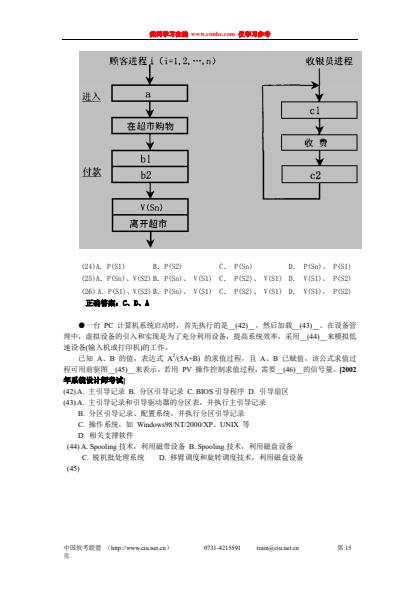 我们学习在线 www.eimhe.com 仅学习参考
顾客进程 i（i=1,2,…,n）
收银员进程
进入
a
c1
在超市购物
收 费
b1
付款
b2
c2
V(Sn)
离开超市
(24)A. P(S1) B. P(S2) C. P(Sn) D. P(Sn)、P(S1)
(25)A. P(Sn)、V(S2) B. P(Sn)、 V(S1) C. P(S2)、 V(S1) D. V(S1)、 P(S2)
(26) A. P(S1)、V(S2) B. P(Sn)、 V(S1) C. P(S2)、 V(S1) D. V(S1)、 P(S2)
正确答案：C、D、A
●一台 PC 计算机系统启动时，首先执行的是__(42)__，然后加载__(43)__。在设备管
理中，虚拟设备的引入和实现是为了充分利用设备，提高系统效率，采用__(44)__来模拟低
速设备(输入机或打印机)的工作。
已知 A、B 的值，表达式 A²/(5A+B) 的求值过程，且 A、B 已赋值，该公式求值过
程可用前驱图__(45)__来表示，若用 PV 操作控制求值过程，需要__(46)__的信号量。[2002
年系统设计师考试]
(42) A. 主引导记录 B. 分区引导记录 C. BIOS 引导程序 D. 引导扇区
(43) A. 主引导记录和引导驱动器的分区表，并执行主引导记录
B. 分区引导记录、配置系统，并执行分区引导记录
C. 操作系统，如 Windows98/NT/2000/XP、UNIX 等
D. 相关支撑软件
(44) A. Spooling 技术，利用磁带设备 B. Spooling 技术，利用磁盘设备
C. 脱机批处理系统 D. 移臂调度和旋转调度技术，利用磁盘设备
(45)
中国软考联盟 （http://www.ciu.net.cn） 0731-4215591 train@ciu.net.cn 第 15
页